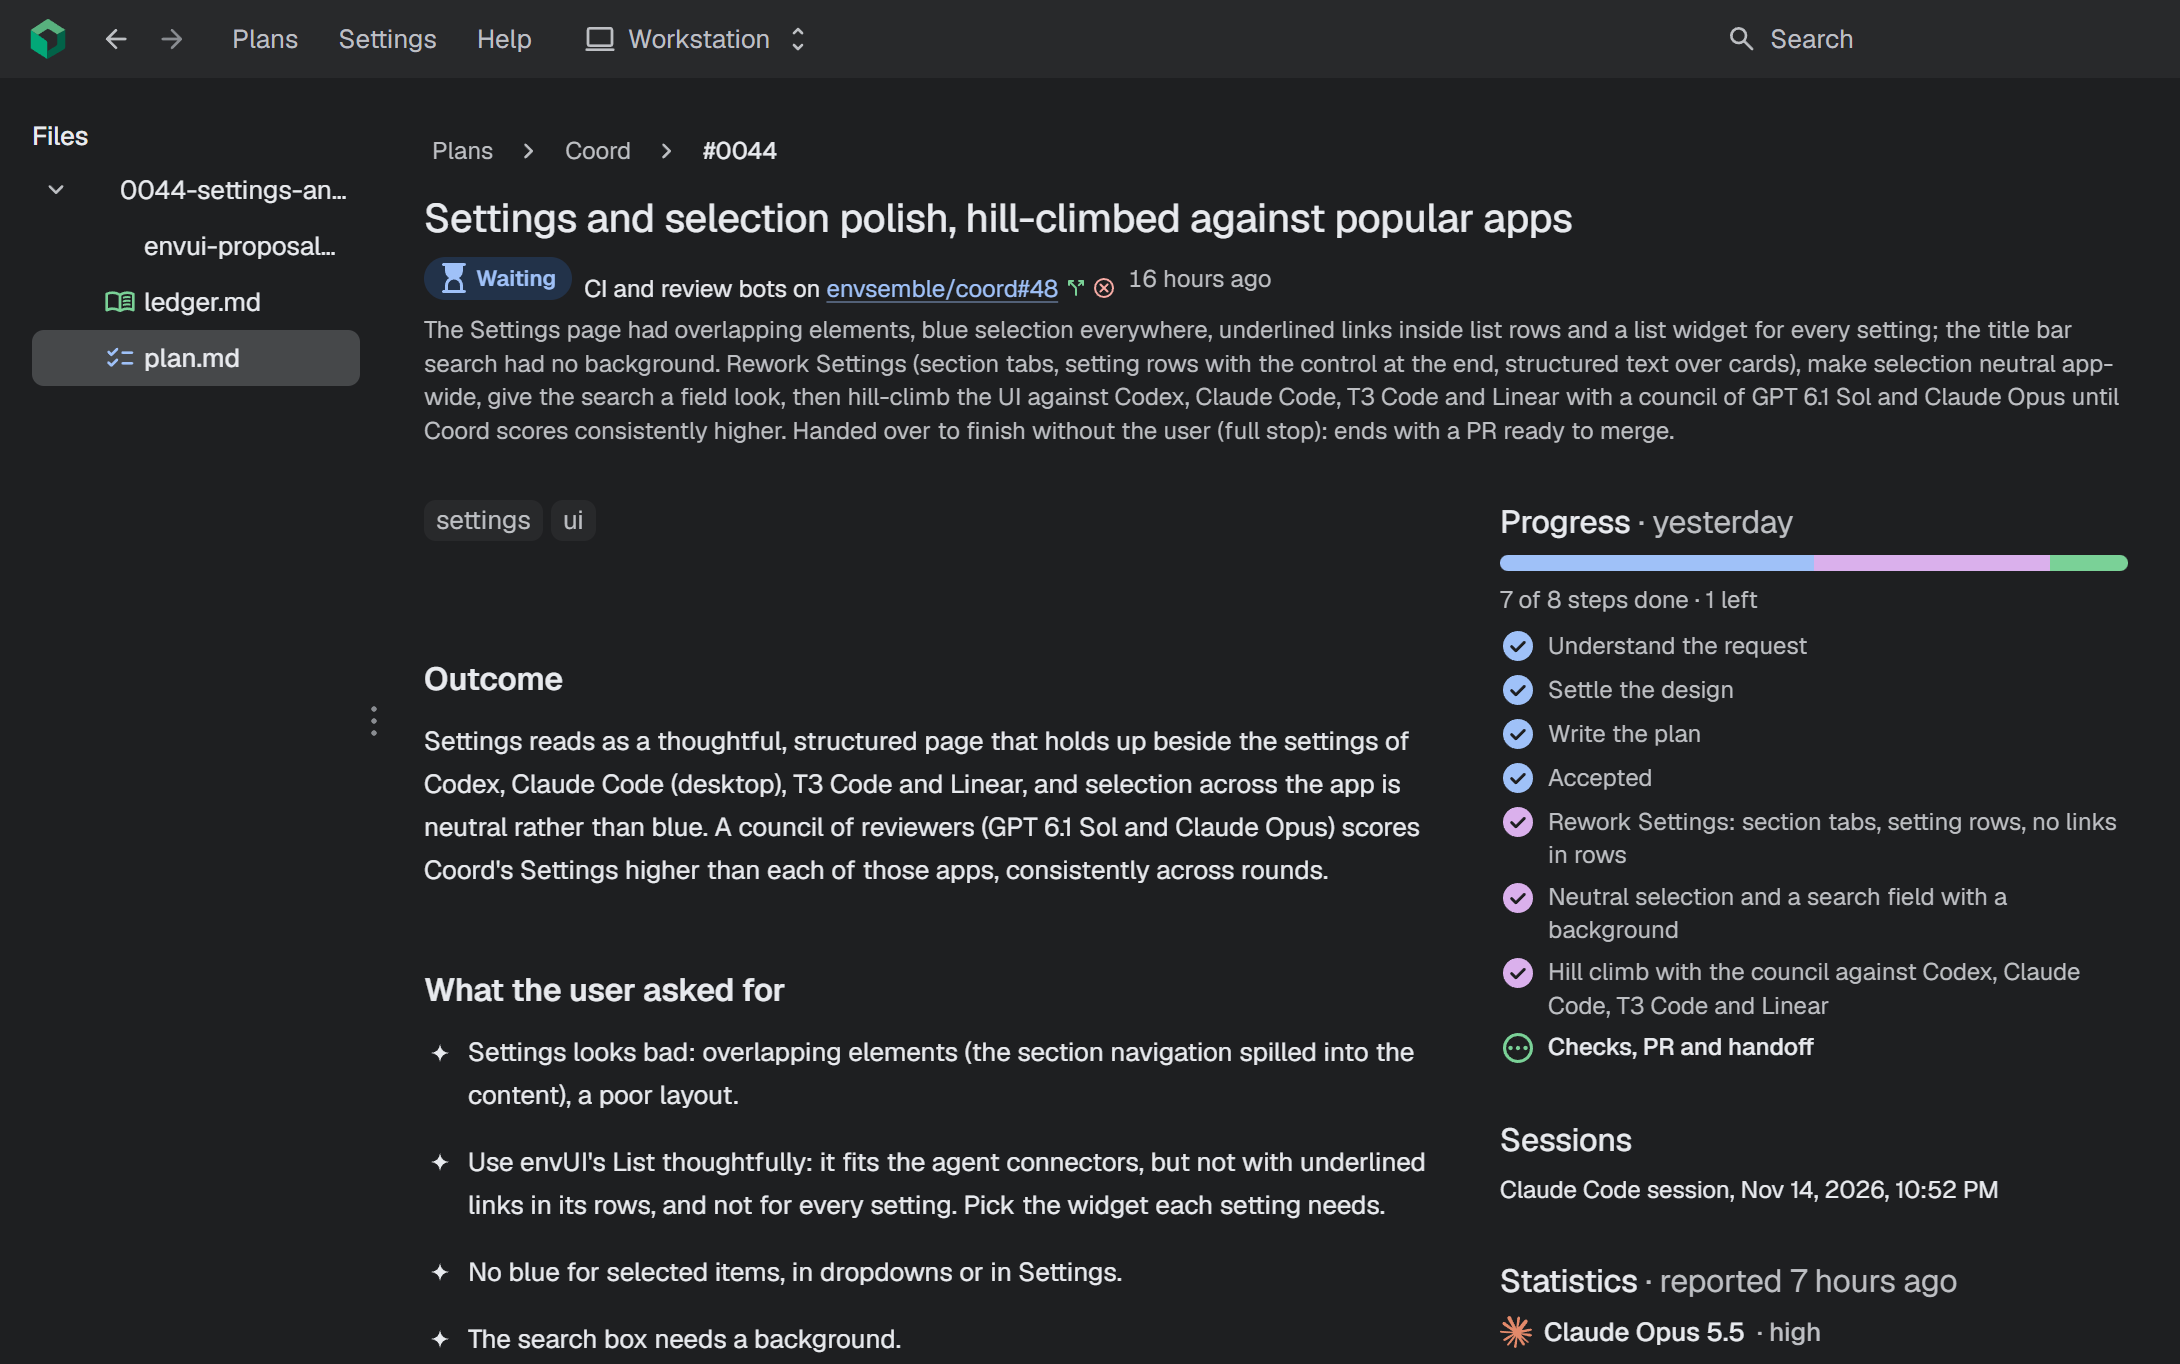 Plans
Settings
Help
Workstation
Search
Files
0044-settings-an...
envui-proposal...
ledger.md
plan.md
Plans
Coord
#0044
Settings and selection polish, hill-climbed against popular apps
Waiting
CI and review bots on envsemble/coord#48
16 hours ago
The Settings page had overlapping elements, blue selection everywhere, underlined links inside list rows and a list widget for every setting; the title bar
search had no background. Rework Settings (section tabs, setting rows with the control at the end, structured text over cards), make selection neutral app-
wide, give the search a field look, then hill-climb the UI against Codex, Claude Code, T3 Code and Linear with a council of GPT 6.1 Sol and Claude Opus until
Coord scores consistently higher. Handed over to finish without the user (full stop): ends with a PR ready to merge.
settings
ui
Outcome
Settings reads as a thoughtful, structured page that holds up beside the settings of
Codex, Claude Code (desktop), T3 Code and Linear, and selection across the app is
neutral rather than blue. A council of reviewers (GPT 6.1 Sol and Claude Opus) scores
Coord's Settings higher than each of those apps, consistently across rounds.
What the user asked for
Settings looks bad: overlapping elements (the section navigation spilled into the
content), a poor layout.
Use envUI's List thoughtfully: it fits the agent connectors, but not with underlined
links in its rows, and not for every setting. Pick the widget each setting needs.
No blue for selected items, in dropdowns or in Settings.
The search box needs a background.
Progress · yesterday
7 of 8 steps done · 1 left
Understand the request
Settle the design
Write the plan
Accepted
Rework Settings: section tabs, setting rows, no links
in rows
Neutral selection and a search field with a
background
Hill climb with the council against Codex, Claude
Code, T3 Code and Linear
Checks, PR and handoff
Sessions
Claude Code session, Nov 14, 2026, 10:52 PM
Statistics · reported 7 hours ago
Claude Opus 5.5 · high